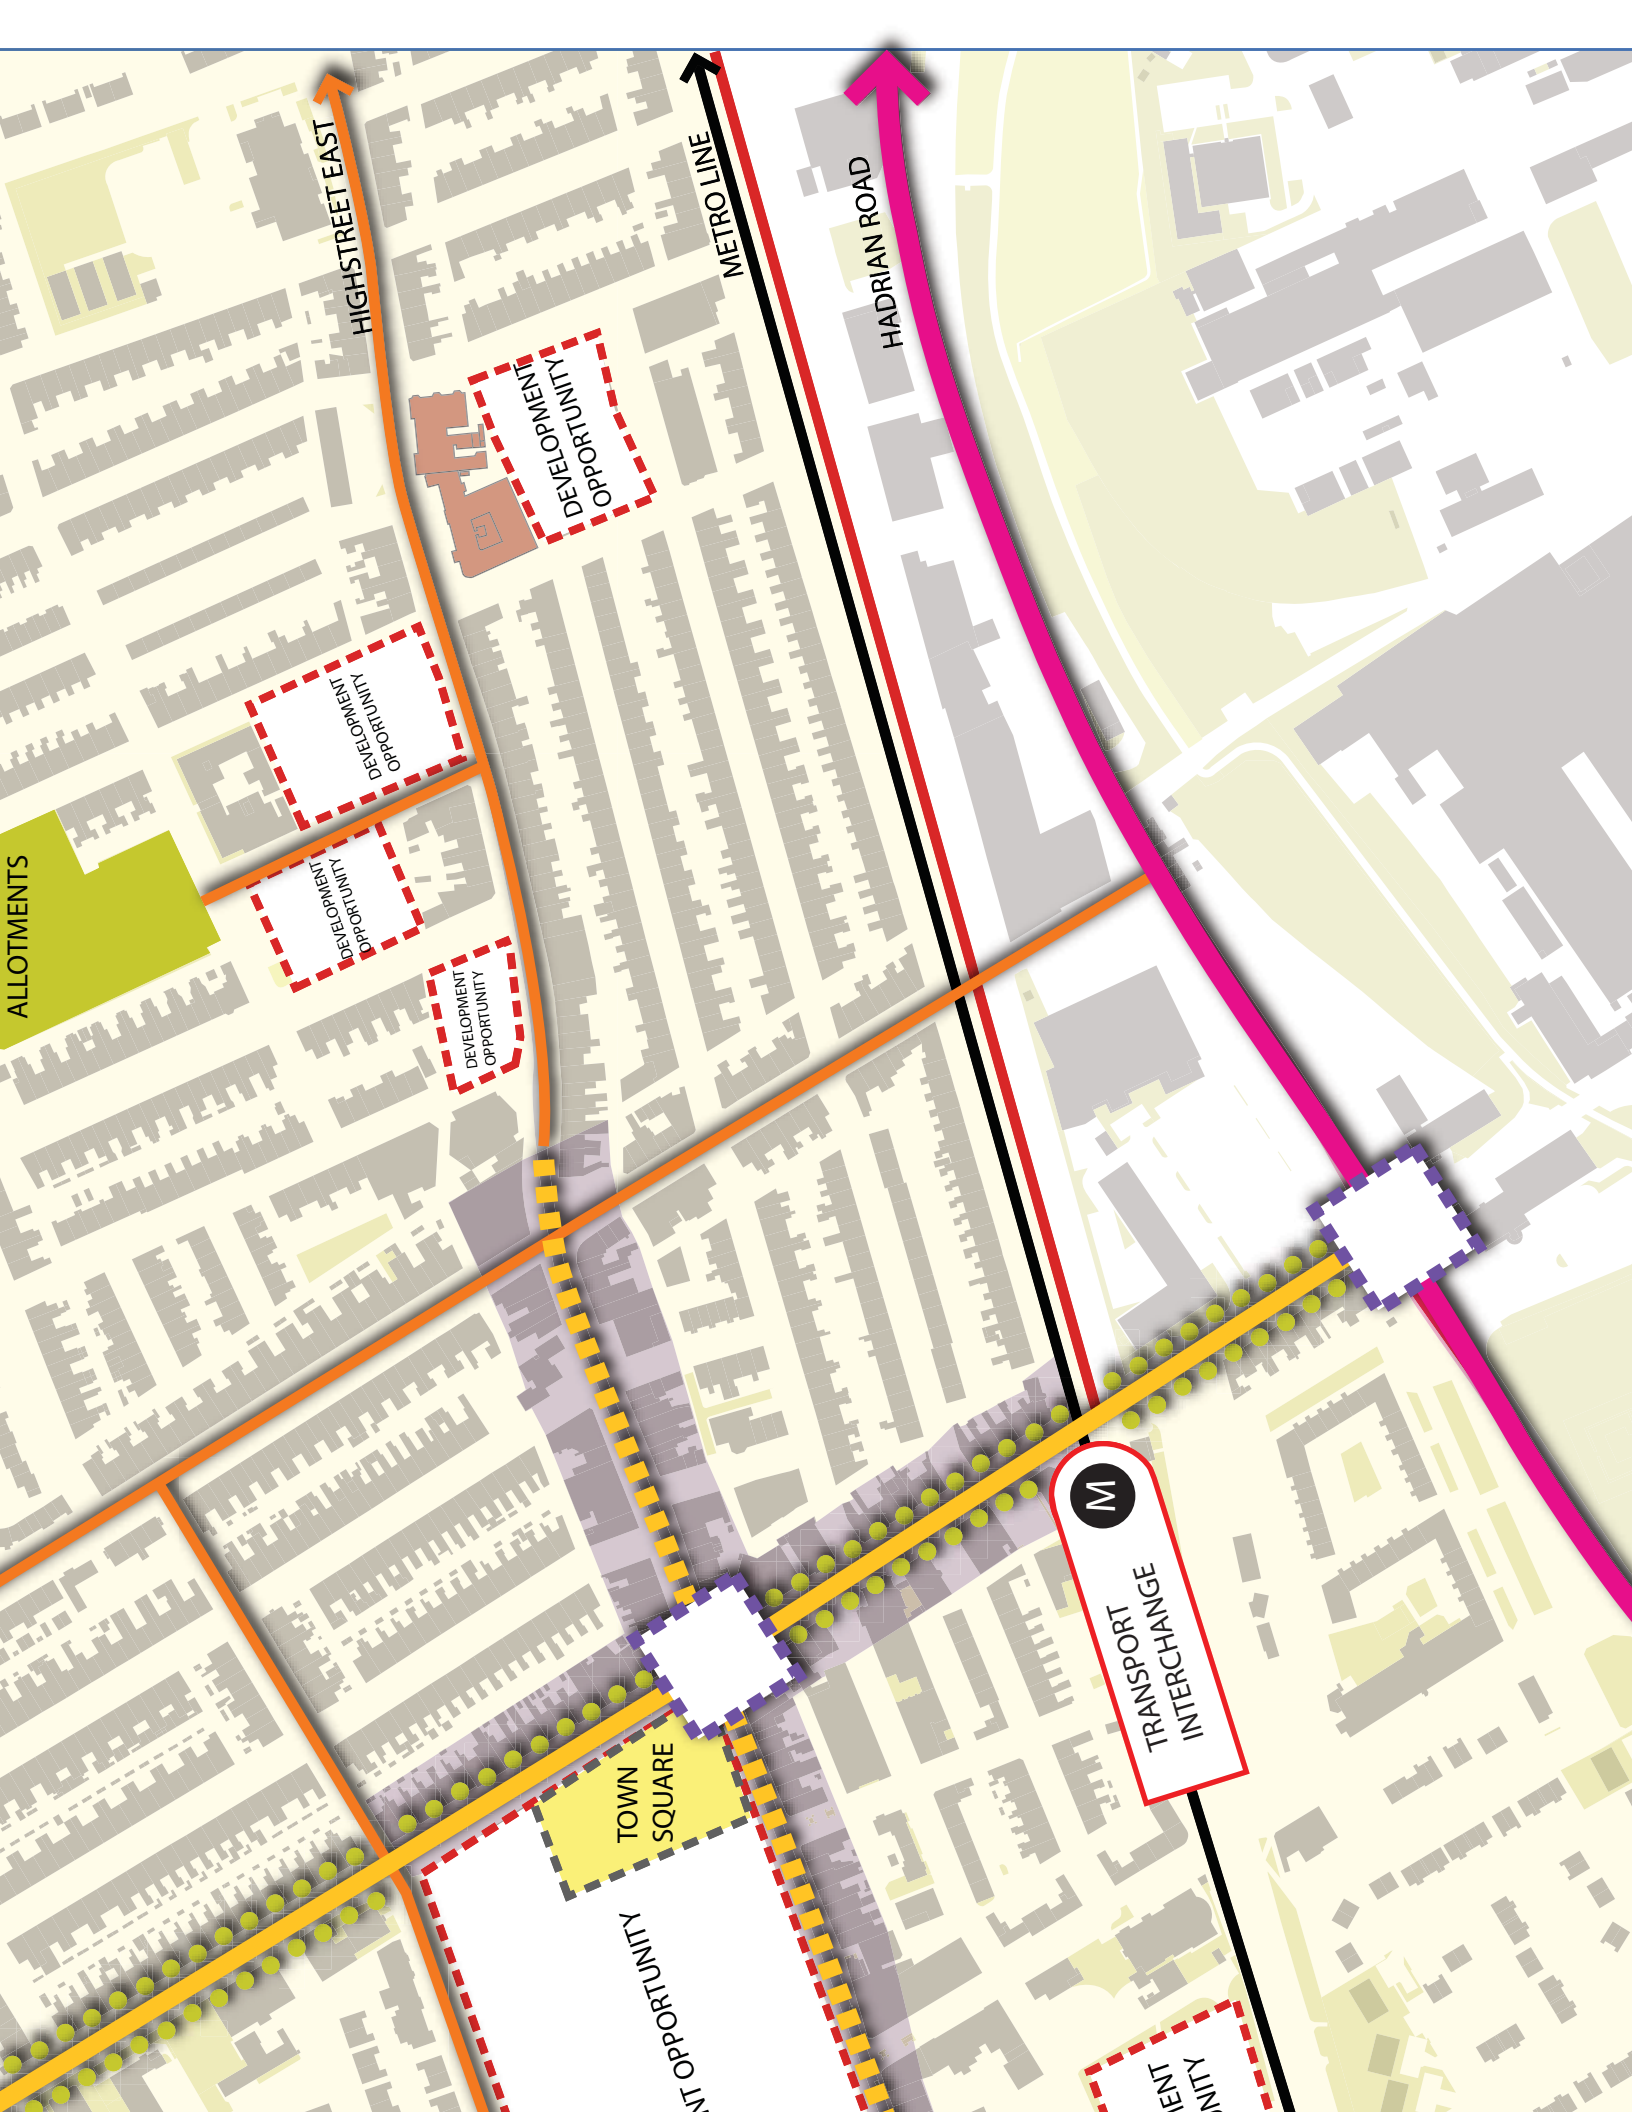 HIGHSTREET EAST
METRO LINE
HADRIAN ROAD
DEVELOPMENT
OPPORTUNITY
DEVELOPMENT
OPPORTUNITY
ALLOTMENTS
DEVELOPMENT
OPPORTUNITY
DEVELOPMENT
OPPORTUNITY
M
TRANSPORT
INTERCHANGE
TOWN
SQUARE
NT OPPORTUNITY
MENT
NITY